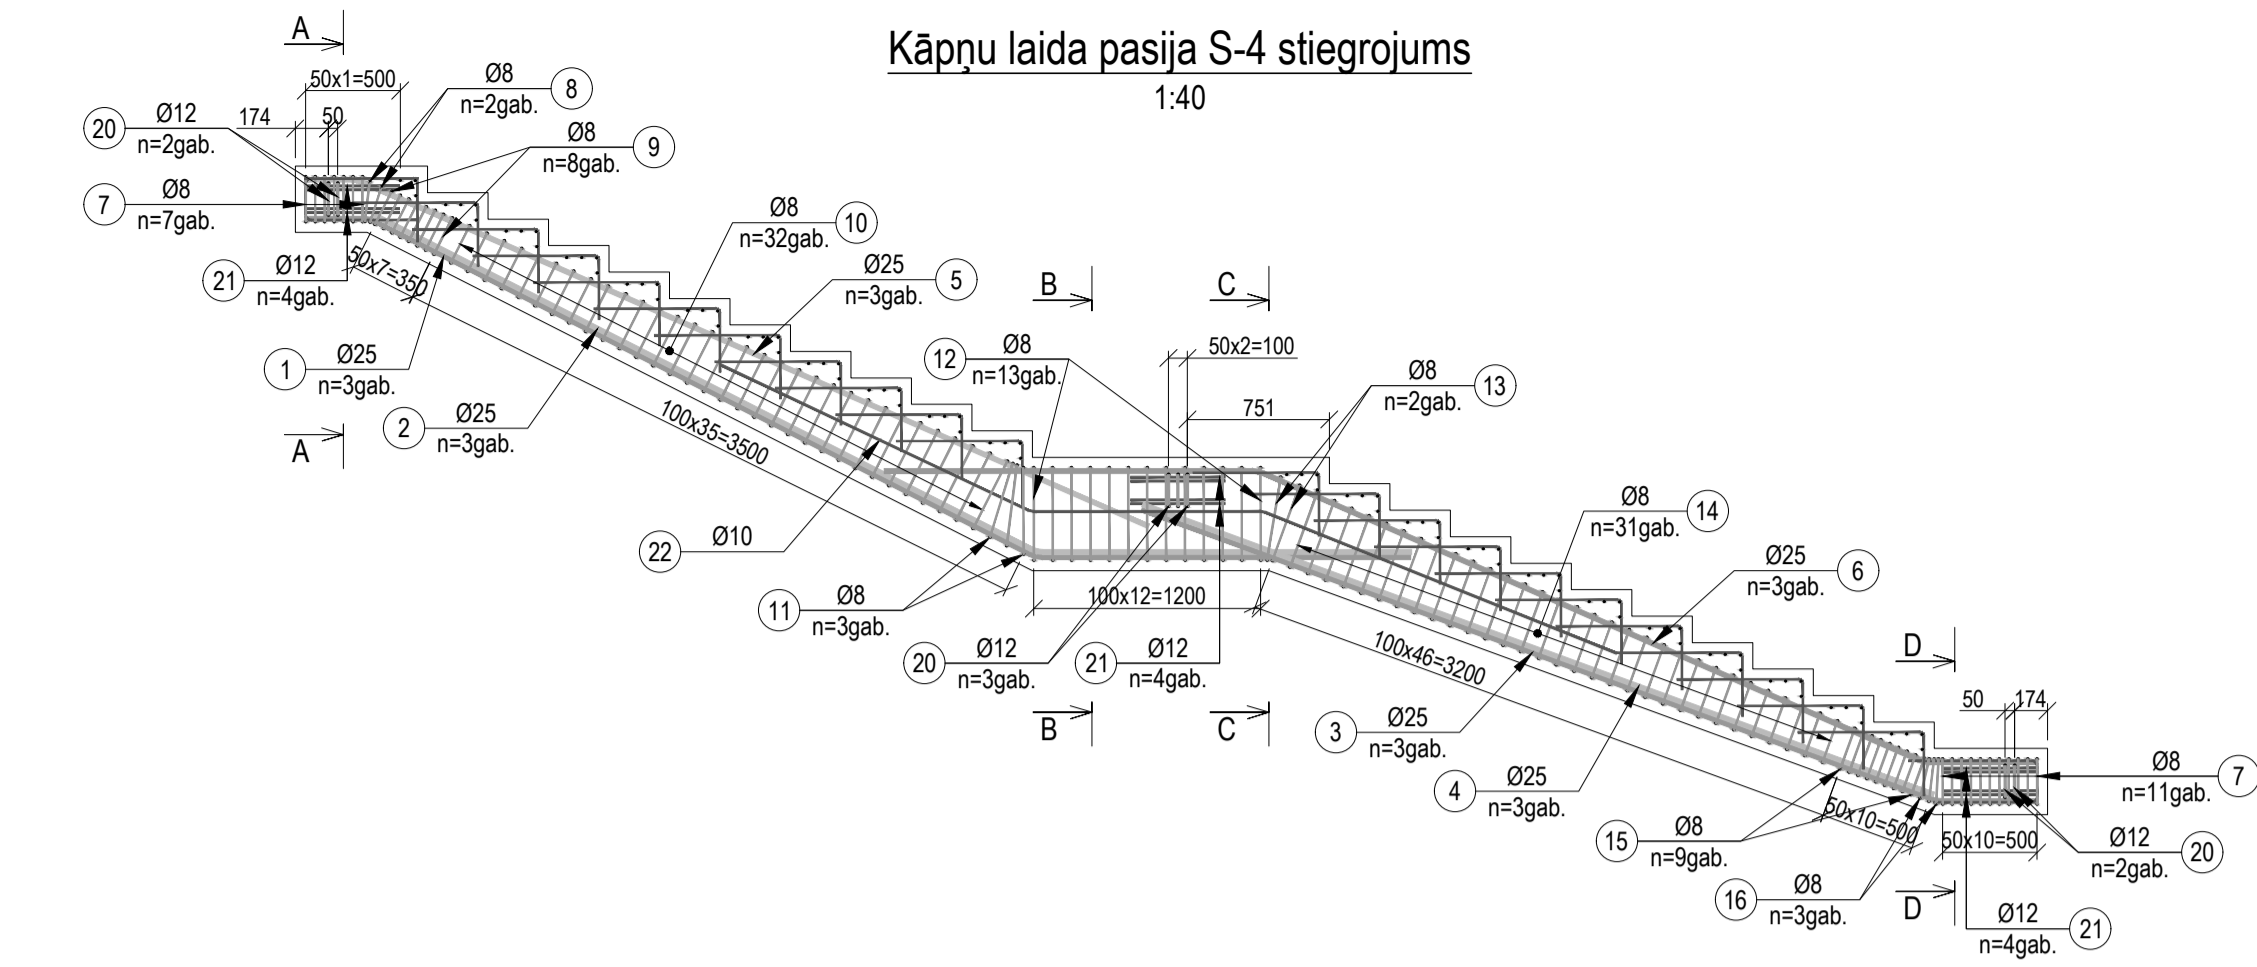 Kāpņu laida pasija S-4 stiegrojums
1:40
A
50x1=500
Ø8
n=2gab.
8
174
50
20
Ø12
n=2gab.
Ø8
n=8gab.
9
7
Ø8
n=7gab.
Ø8
n=32gab.
10
21
Ø12
n=4gab.
50x7=350
Ø25
n=3gab.
5
B
C
1
Ø25
n=3gab.
12
Ø8
n=13gab.
50x2=100
Ø8
n=2gab.
13
751
2
Ø25
n=3gab.
A
100x35=3500
22
Ø10
Ø8
n=31gab.
14
Ø25
n=3gab.
6
11
Ø8
n=3gab.
100x12=1200
20
Ø12
n=3gab.
21
Ø12
n=4gab.
100x46=3200
D
B
C
3
Ø25
n=3gab.
50
174
4
Ø25
n=3gab.
Ø8
n=11gab.
7
50x10=500
50x10=500
15
Ø8
n=9gab.
Ø12
n=2gab.
20
16
Ø8
n=3gab.
D
Ø12
n=4gab.
21